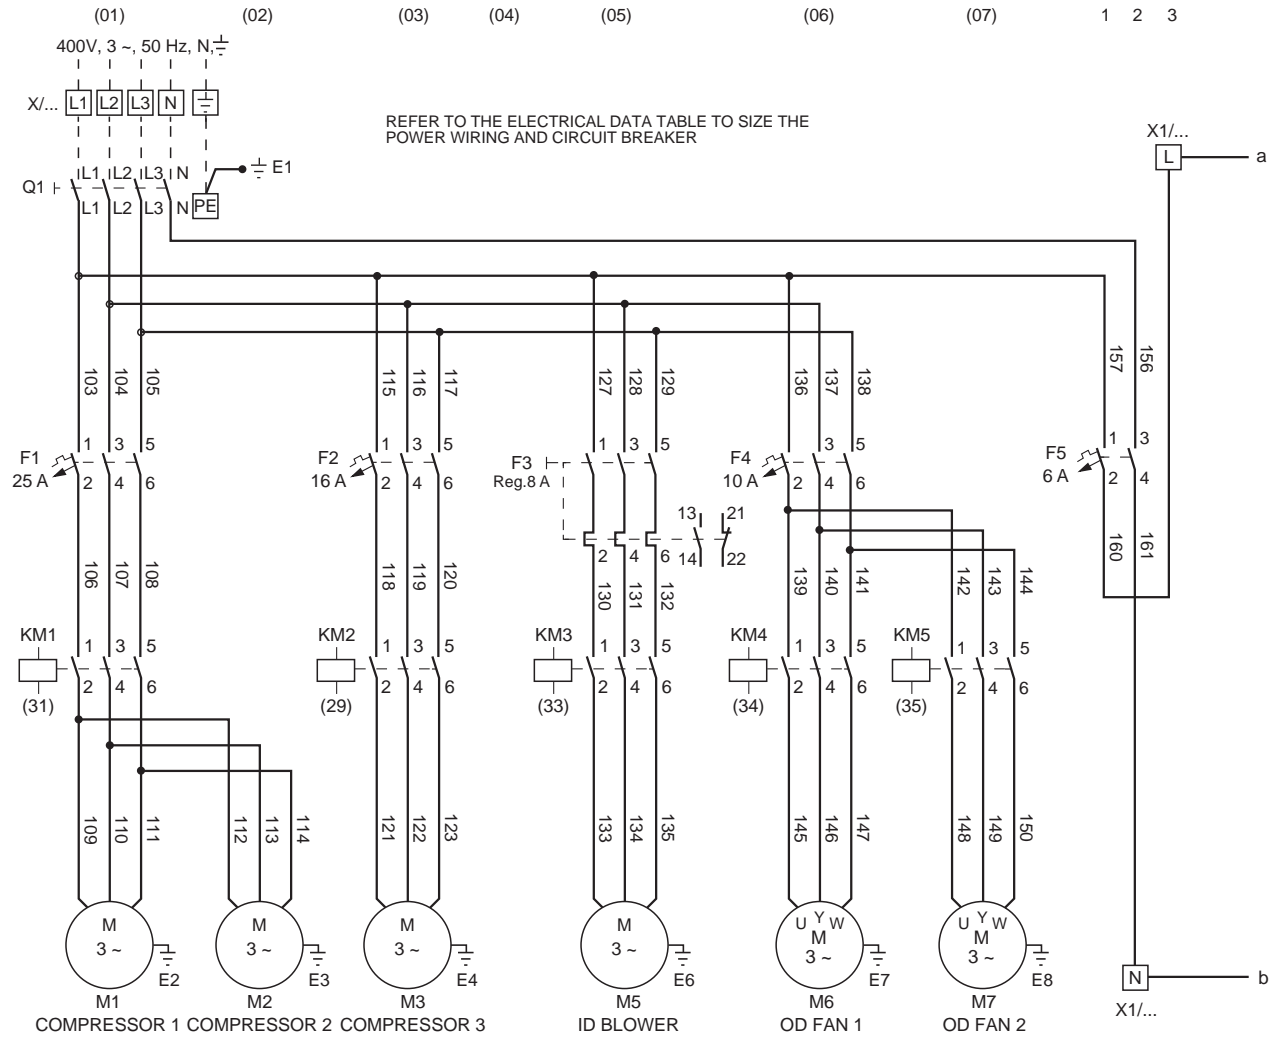 (01) (02) (03) (04) (05) (06) (07) 1 2 3
400V, 3 ~, 50 Hz, N,
X/... L1 L2 L3 N
REFER TO THE ELECTRICAL DATA TABLE TO SIZE THE
POWER WIRING AND CIRCUIT BREAKER
X1/...
L a
L1 L2 L3 N E1
Q1
L1 L2 L3 N PE
103 104 105 115 116 117 127 128 129 136 137 138 157 156
1 3 5 1 3 5 1 3 5 3 5 1 3
F1 F2 F3 F4 F5
25 A 16 A Reg.8 A 10 A 6 A
2 4 6 2 4 6 2 4 6 2 4
13 21
2 4 6 14 22
106 107 108 118 119 120 130 131 132 139 140 141 142 143 144 160 161
KM1 1 3 5 KM2 1 3 5 KM3 1 3 5 KM4 1 3 5 KM5 1 3 5
2 4 6 2 4 6 2 4 6 2 4 6 2 4 6
(31) (29) (33) (34) (35)
109 110 111 112 113 114 121 122 123 133 134 135 145 146 147 148 149 150
U Y W U Y W
M M M M M M
3 ~ 3 ~ 3 ~ 3 ~ 3 ~ 3 ~
E2 E3 E4 E6 E7 E8 N b
M1 M2 M3 M5 M6 M7 X1/...
COMPRESSOR 1 COMPRESSOR 2 COMPRESSOR 3 ID BLOWER OD FAN 1 OD FAN 2